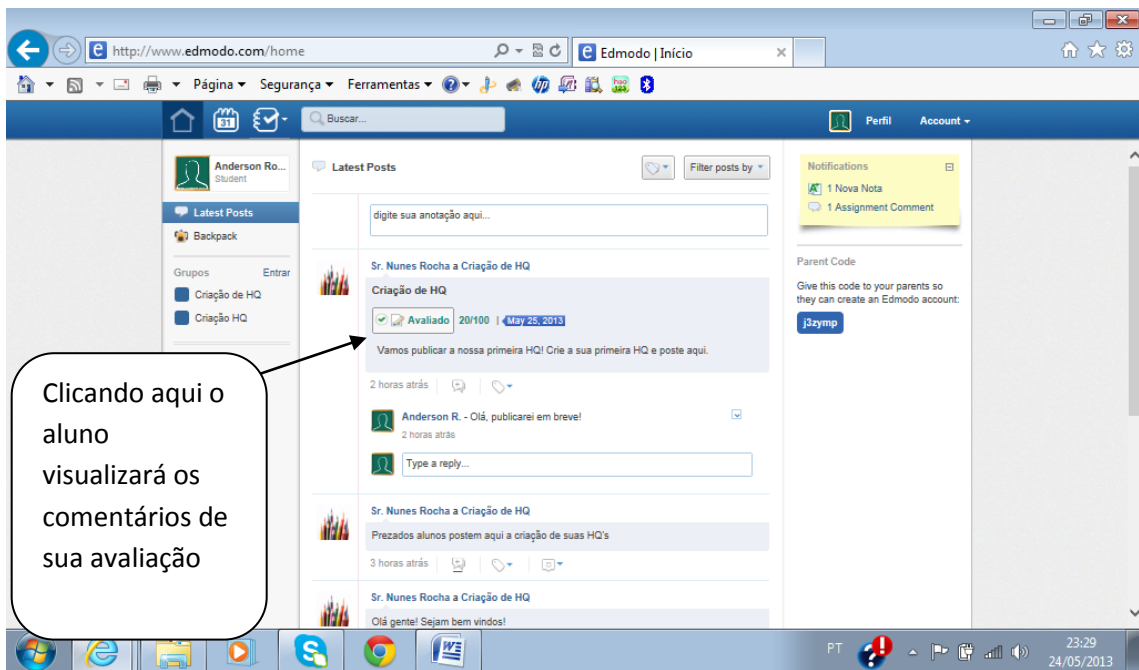 http://www.edmodo.com/home
Edmodo | Início
Página
Segurança
Ferramentas
31
Buscar...
Perfil
Account
Anderson Ro...
Student
Latest Posts
Backpack
Grupos
Entrar
Criação de HQ
Criação HQ
Latest Posts
Filter posts by
digite sua anotação aqui...
Sr. Nunes Rocha a Criação de HQ
Criação de HQ
Avaliado 20/100 | May 25, 2013
Vamos publicar a nossa primeira HQ! Crie a sua primeira HQ e poste aqui.
2 horas atrás
Anderson R. - Olá, publicarei em breve!
2 horas atrás
Type a reply...
Sr. Nunes Rocha a Criação de HQ
Prezados alunos postem aqui a criação de suas HQ's
3 horas atrás
Sr. Nunes Rocha a Criação de HQ
Olá gente! Sejam bem vindos!
Notifications
1 Nova Nota
1 Assignment Comment
Parent Code
Give this code to your parents so
they can create an Edmodo account:
j3zymp
Clicando aqui o
aluno
visualizará os
comentários de
sua avaliação
PT
23:29
24/05/2013